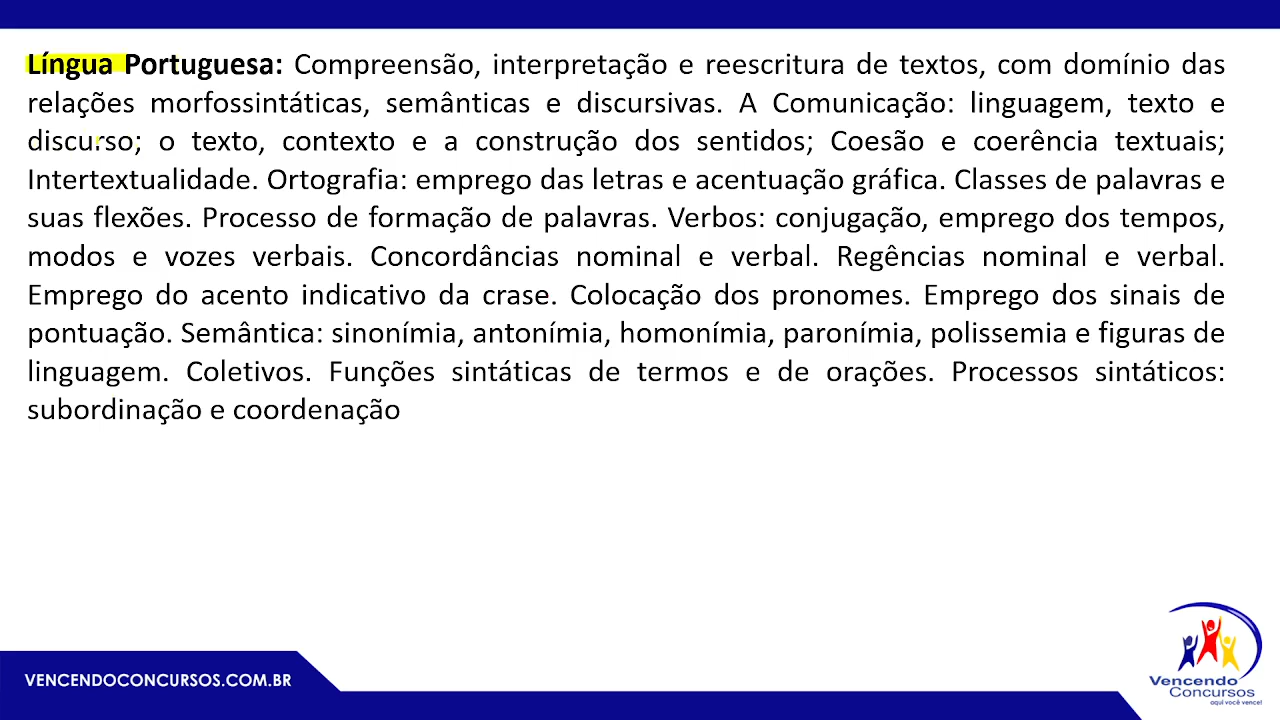 Língua Portuguesa: Compreensão, interpretação e reescritura de textos, com domínio das
relações morfossintáticas, semânticas e discursivas. A Comunicação: linguagem, texto e
discurso; o texto, contexto e a construção dos sentidos; Coesão e coerência textuais;
Intertextualidade. Ortografia: emprego das letras e acentuação gráfica. Classes de palavras e
suas flexões. Processo de formação de palavras. Verbos: conjugação, emprego dos tempos,
modos e vozes verbais. Concordâncias nominal e verbal. Regências nominal e verbal.
Emprego do acento indicativo da crase. Colocação dos pronomes. Emprego dos sinais de
pontuação. Semântica: sinonímia, antonímia, homonímia, paronímia, polissemia e figuras de
linguagem. Coletivos. Funções sintáticas de termos e de orações. Processos sintáticos:
subordinação e coordenação
VENCENDOCONCURSOS.COM.BR
Vencendo
Concursos
aqui você vence!